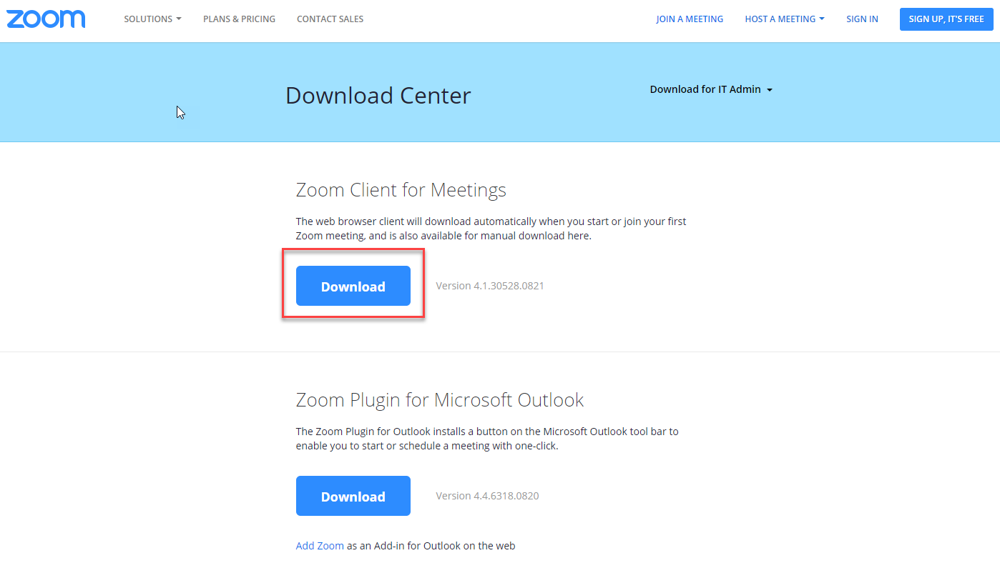 zoom
SOLUTIONS
PLANS & PRICING
CONTACT SALES
JOIN A MEETING
HOST A MEETING
SIGN IN
SIGN UP, IT'S FREE
Download Center
Download for IT Admin
Zoom Client for Meetings
The web browser client will download automatically when you start or join your first
Zoom meeting, and is also available for manual download here.
Download
Version 4.1.30528.0821
Zoom Plugin for Microsoft Outlook
The Zoom Plugin for Outlook installs a button on the Microsoft Outlook tool bar to
enable you to start or schedule a meeting with one-click.
Download
Version 4.4.6318.0820
Add Zoom as an Add-in for Outlook on the web